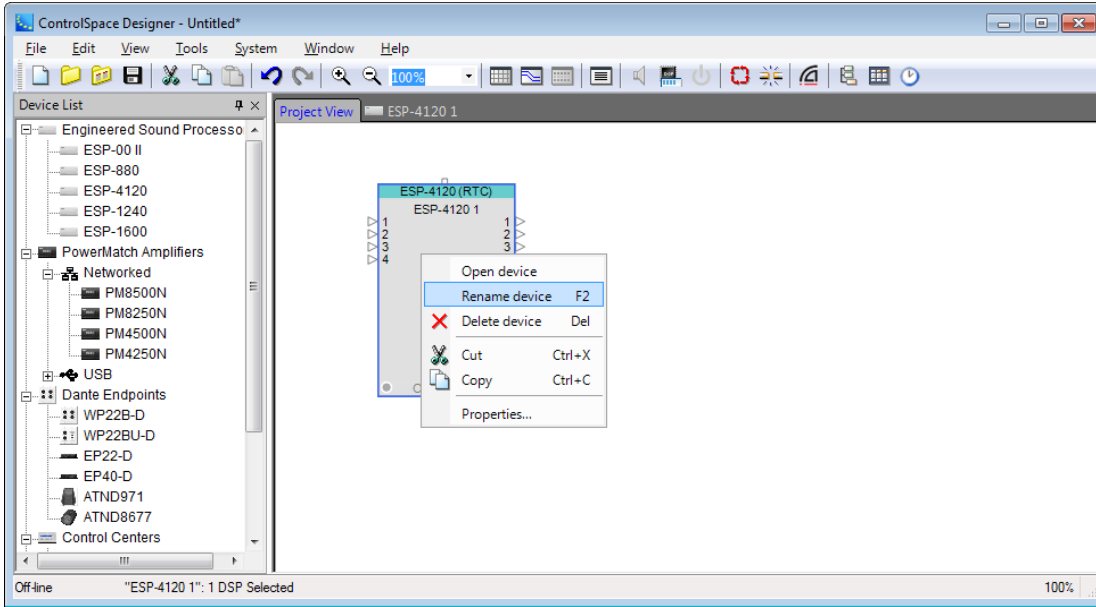 ControlSpace Designer - Untitled*
File Edit View Tools System Window Help
100%
Device List
Project View ESP-4120 1
Engineered Sound Processo
ESP-00 II
ESP-880
ESP-4120
ESP-1240
ESP-1600
PowerMatch Amplifiers
Networked
PM8500N
PM8250N
PM4500N
PM4250N
USB
Dante Endpoints
WP22B-D
WP22BU-D
EP22-D
EP40-D
ATND971
ATND8677
Control Centers
ESP-4120 (RTC)
ESP-4120 1
1 1
2 2
3 3
4
Open device
Rename device F2
Delete device Del
Cut Ctrl+X
Copy Ctrl+C
Properties...
Off-line "ESP-4120 1": 1 DSP Selected 100%